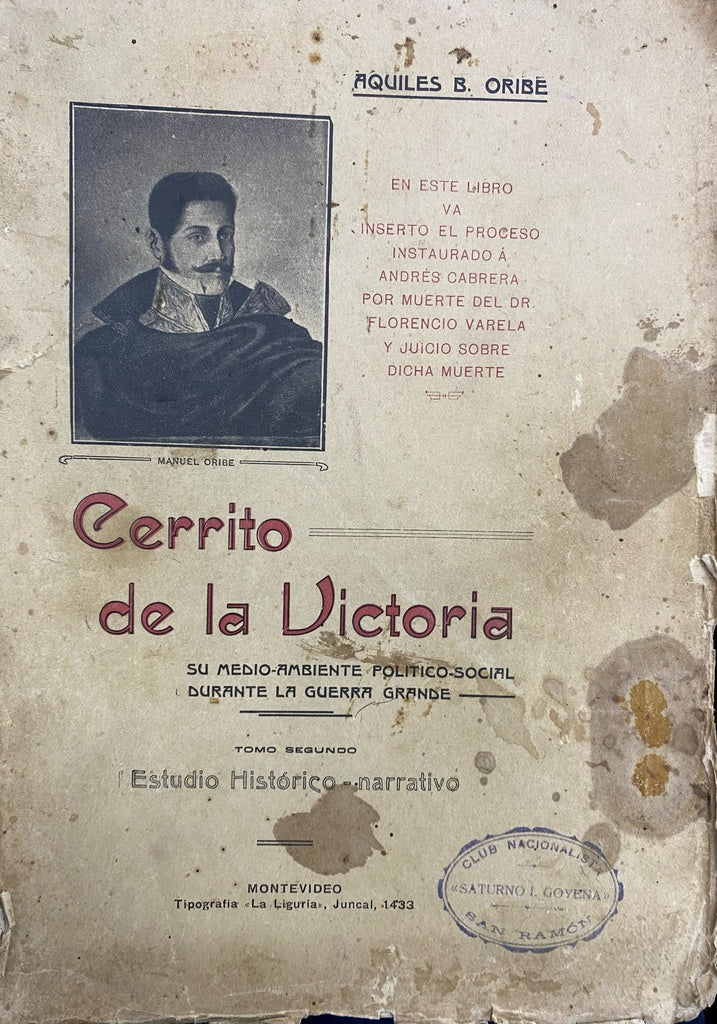 AQUILES B. ORIBE
EN ESTE LIBRO
VA
INSERTO EL PROCESO
INSTAURADO Á
ANDRÉS CABRERA
POR MUERTE DEL DR.
FLORENCIO VARELA
Y JUICIO SOBRE
DICHA MUERTE
MANUEL ORIBE
Cerrito
de la Victoria
SU MEDIO-AMBIENTE POLITICO-SOCIAL
DURANTE LA GUERRA GRANDE
TOMO SEGUNDO
Estudio Histórico-narrativo
MONTEVIDEO
Tipografia «La Liguria», Juncal, 1433
CLUB NACIONALISTA
«SATURNO I. GOYENA»
SAN RAMÓN